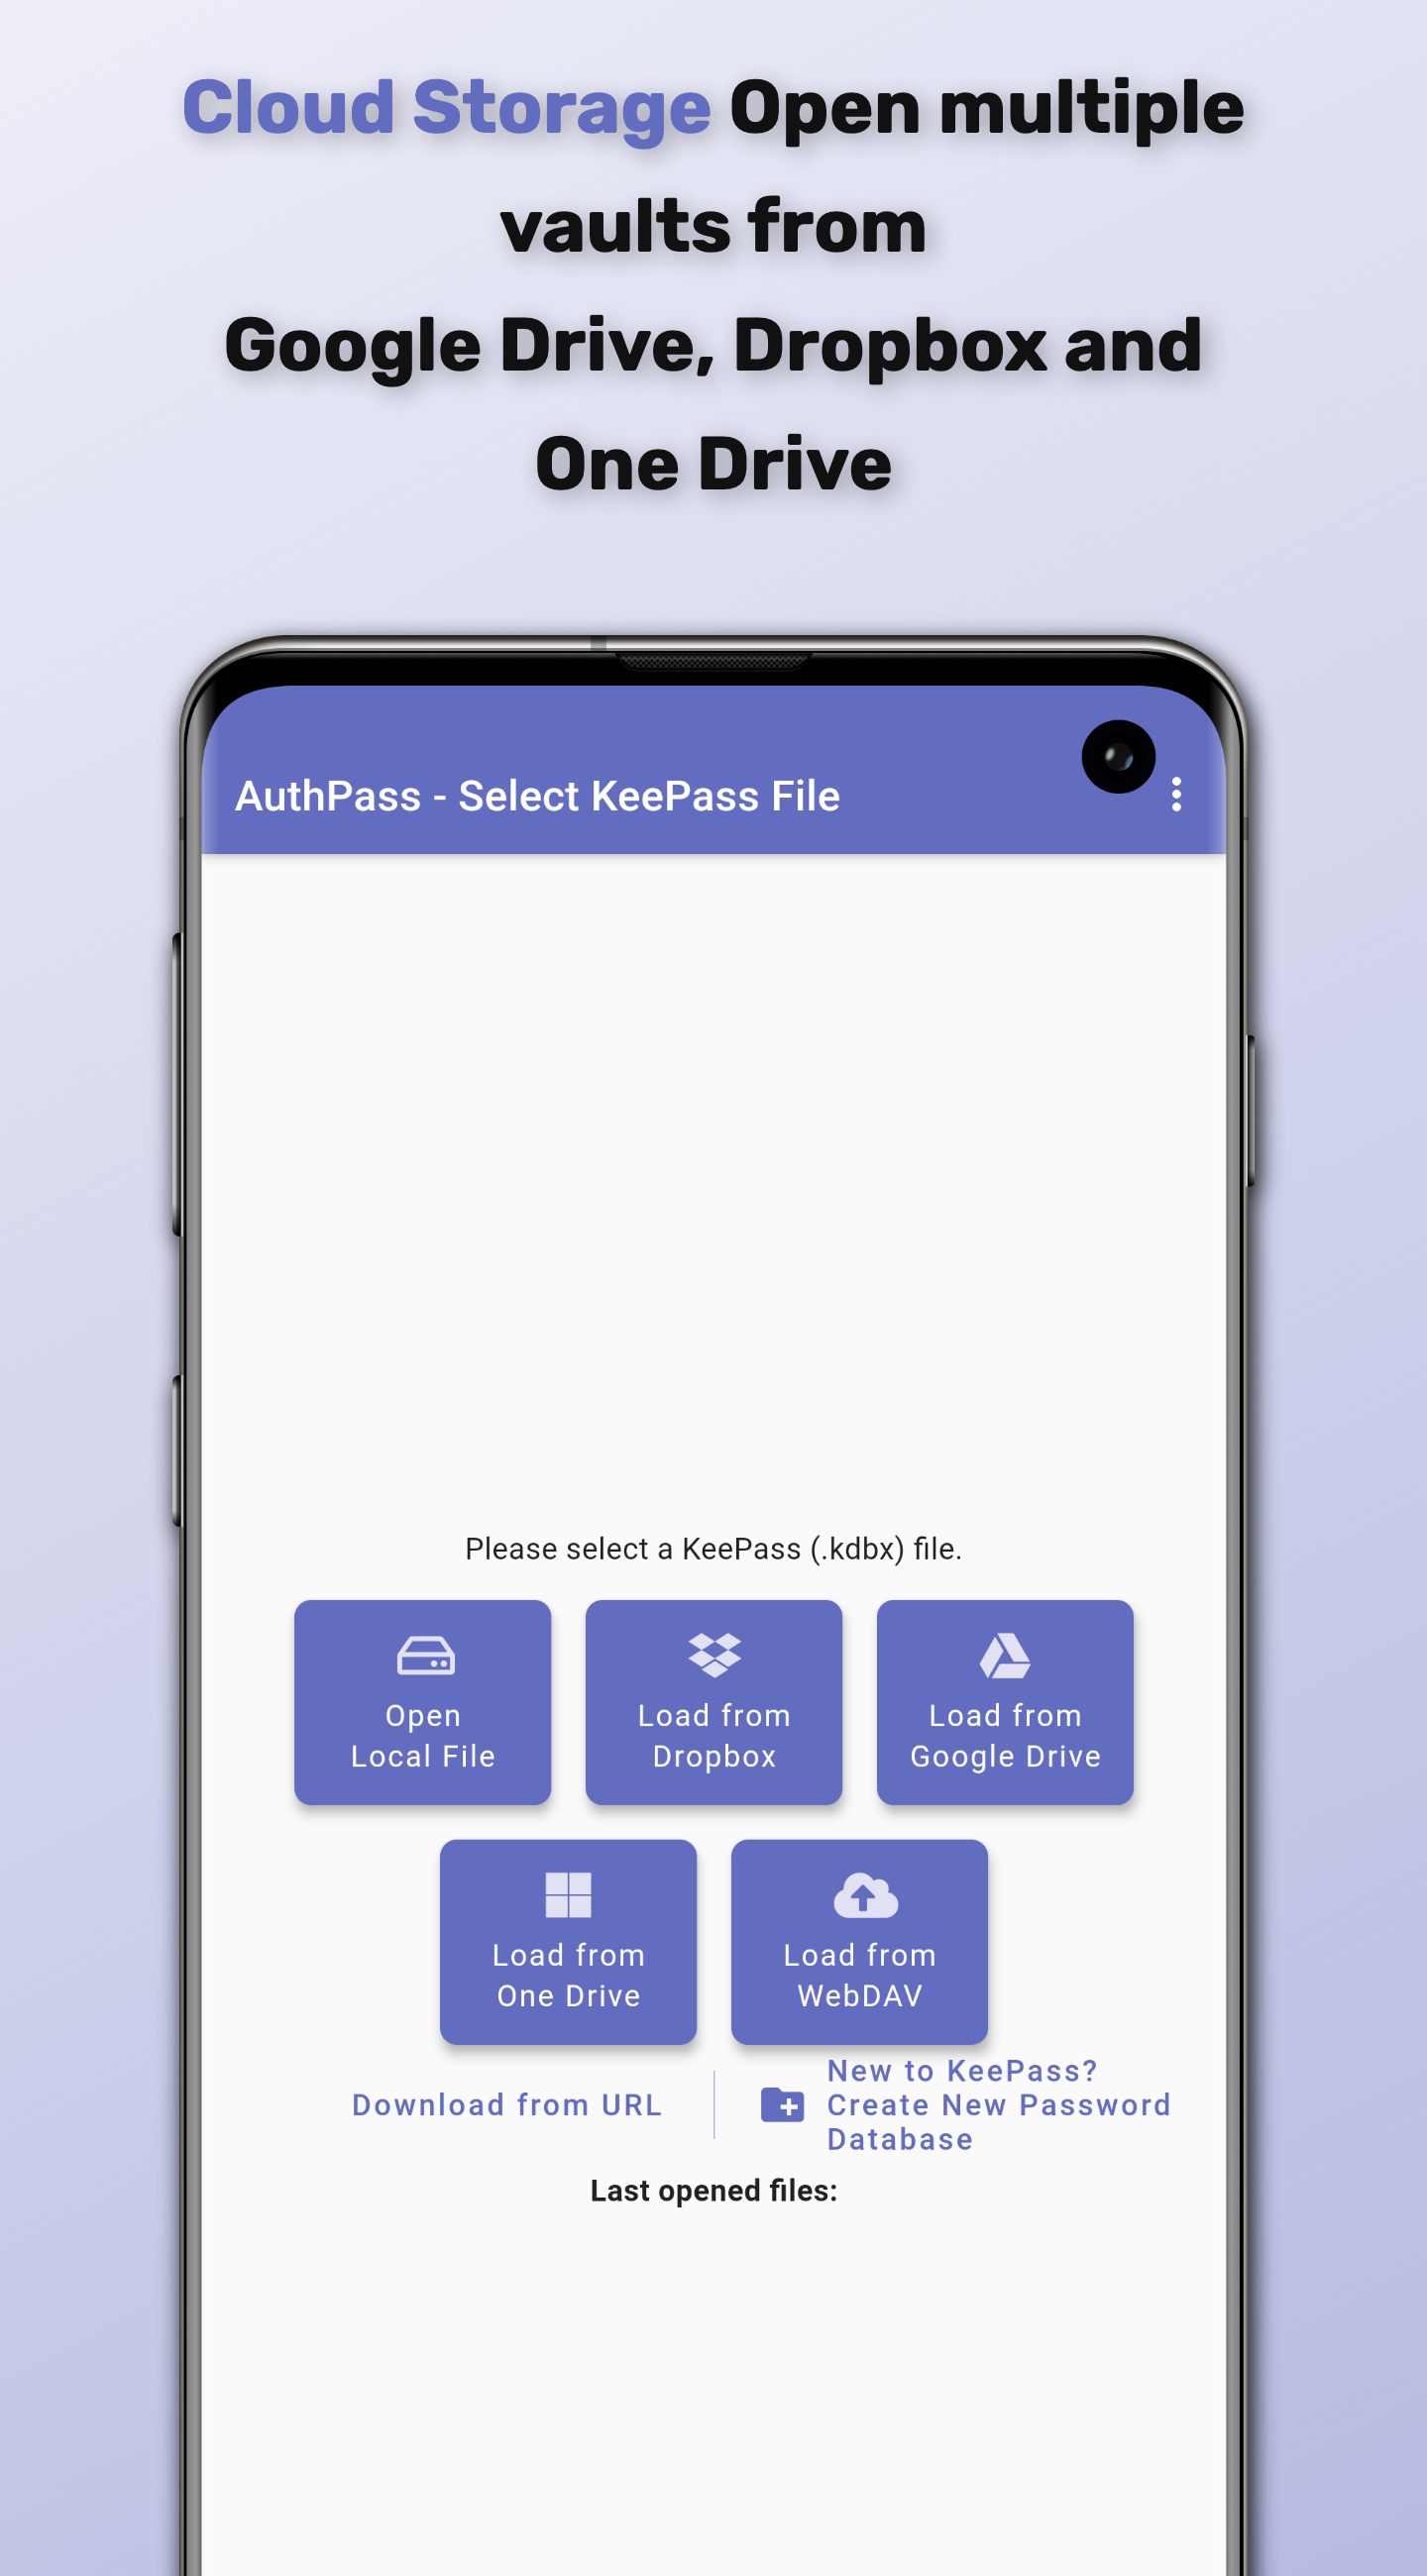 Cloud Storage Open multiple
vaults from
Google Drive, Dropbox and
One Drive
AuthPass - Select KeePass File
Please select a KeePass (.kdbx) file.
Open
Local File
Load from
Dropbox
Load from
Google Drive
Load from
One Drive
Load from
WebDAV
Download from URL
New to KeePass?
Create New Password
Database
Last opened files: